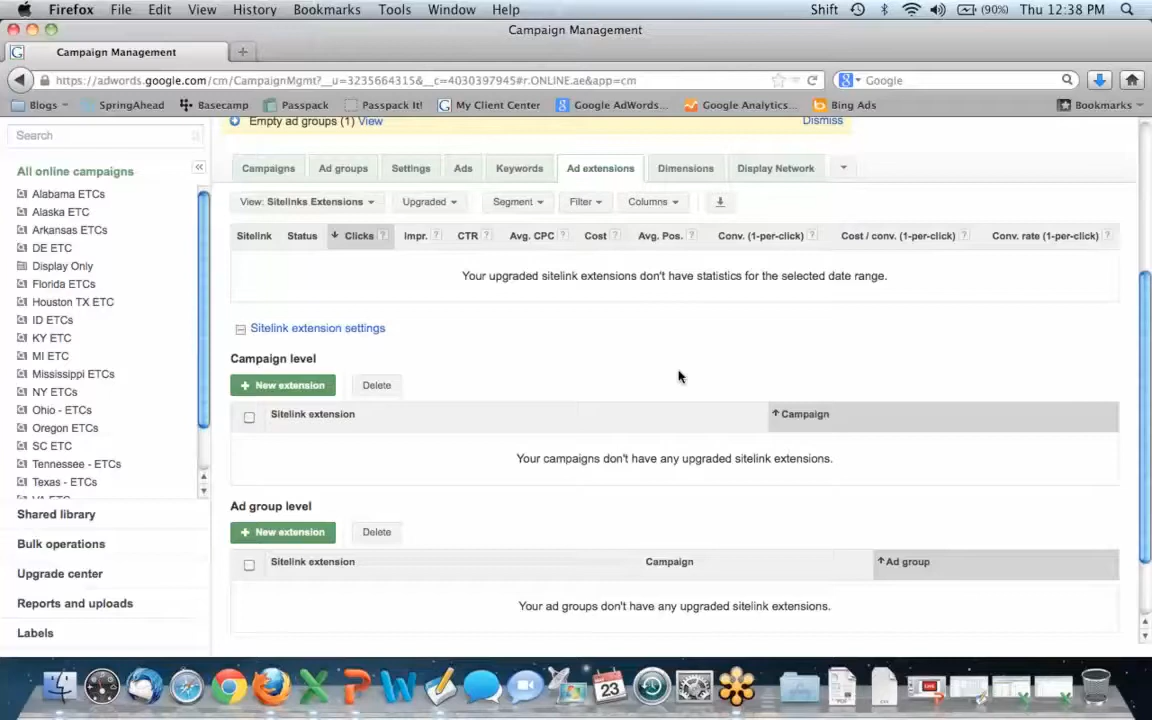 Firefox File Edit View History Bookmarks Tools Window Help Shift (90%) Thu 12:38 PM
Campaign Management
Campaign Management
https://adwords.google.com/cm/CampaignMgmt?__u=3235664315&__c=4030397945#r.ONLINE.ae&app=cm Google
Blogs SpringAhead Basecamp Passpack Passpack It! My Client Center Google AdWords... Google Analytics... Bing Ads Bookmarks
Search
All online campaigns
Alabama ETCs
Alaska ETC
Arkansas ETCs
DE ETC
Display Only
Florida ETCs
Houston TX ETC
ID ETCs
KY ETC
MI ETC
Mississippi ETCs
NY ETCs
Ohio - ETCs
Oregon ETCs
SC ETC
Tennessee - ETCs
Texas - ETCs
Shared library
Bulk operations
Upgrade center
Reports and uploads
Labels
Empty ad groups (1) View Dismiss
Campaigns Ad groups Settings Ads Keywords Ad extensions Dimensions Display Network
View: Sitelinks Extensions Upgraded Segment Filter Columns
Sitelink Status Clicks ? Impr. ? CTR ? Avg. CPC ? Cost ? Avg. Pos. ? Conv. (1-per-click) ? Cost / conv. (1-per-click) ? Conv. rate (1-per-click) ?
Your upgraded sitelink extensions don't have statistics for the selected date range.
Sitelink extension settings
Campaign level
+ New extension Delete
Sitelink extension Campaign
Your campaigns don't have any upgraded sitelink extensions.
Ad group level
+ New extension Delete
Sitelink extension Campaign Ad group
Your ad groups don't have any upgraded sitelink extensions.
23